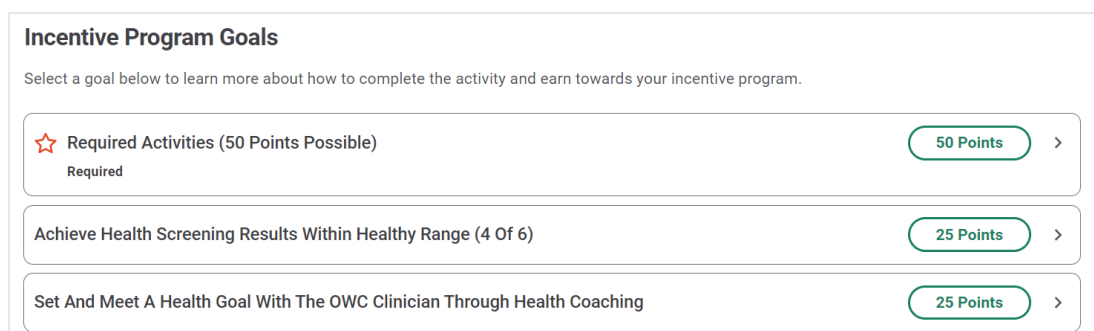 Incentive Program Goals
Select a goal below to learn more about how to complete the activity and earn towards your incentive program.
Required Activities (50 Points Possible)
50 Points
Required
Achieve Health Screening Results Within Healthy Range (4 Of 6)
25 Points
Set And Meet A Health Goal With The OWC Clinician Through Health Coaching
25 Points